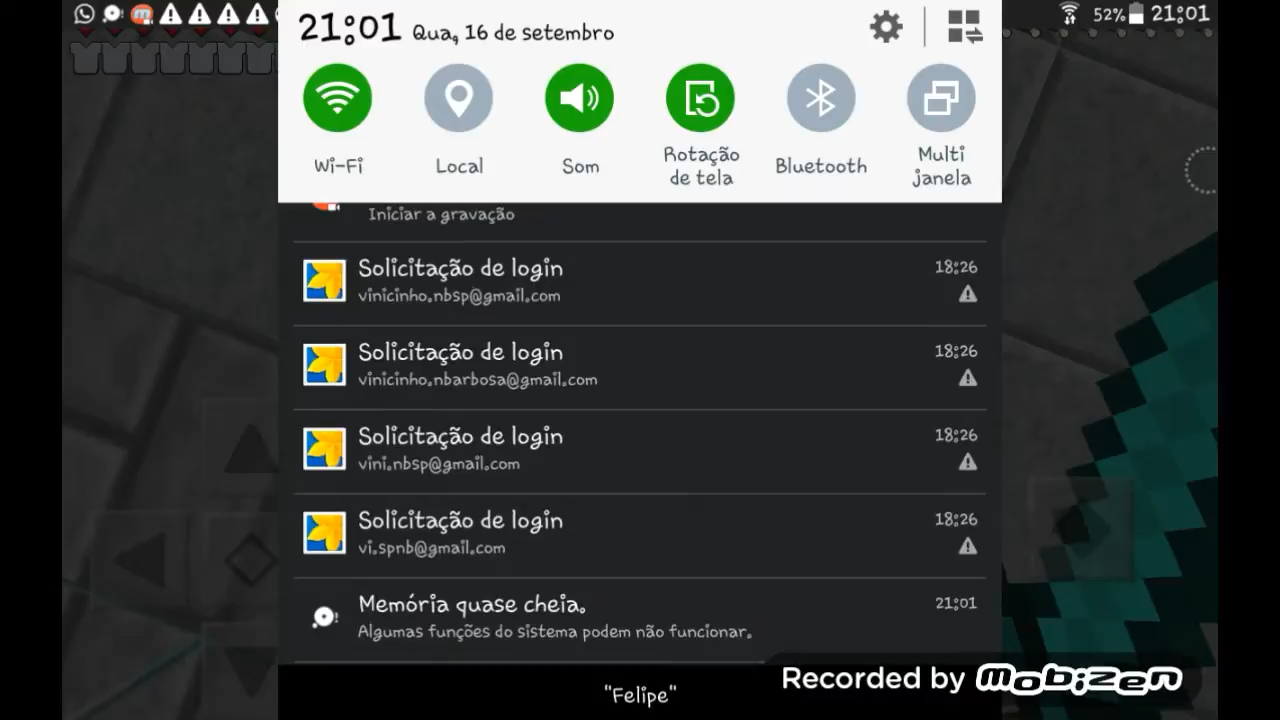 52% 21:01
21:01 Qua, 16 de setembro
Wi-Fi
Local
Som
Rotação
de tela
Bluetooth
Multi
janela
Iniciar a gravação
Solicitação de login 18:26
vinicinho.nbsp@gmail.com
Solicitação de login 18:26
vinicinho.nbarbosa@gmail.com
Solicitação de login 18:26
vini.nbsp@gmail.com
Solicitação de login 18:26
vi.spnb@gmail.com
Memória quase cheia. 21:01
Algumas funções do sistema podem não funcionar.
"Felipe"
Recorded by mobizen